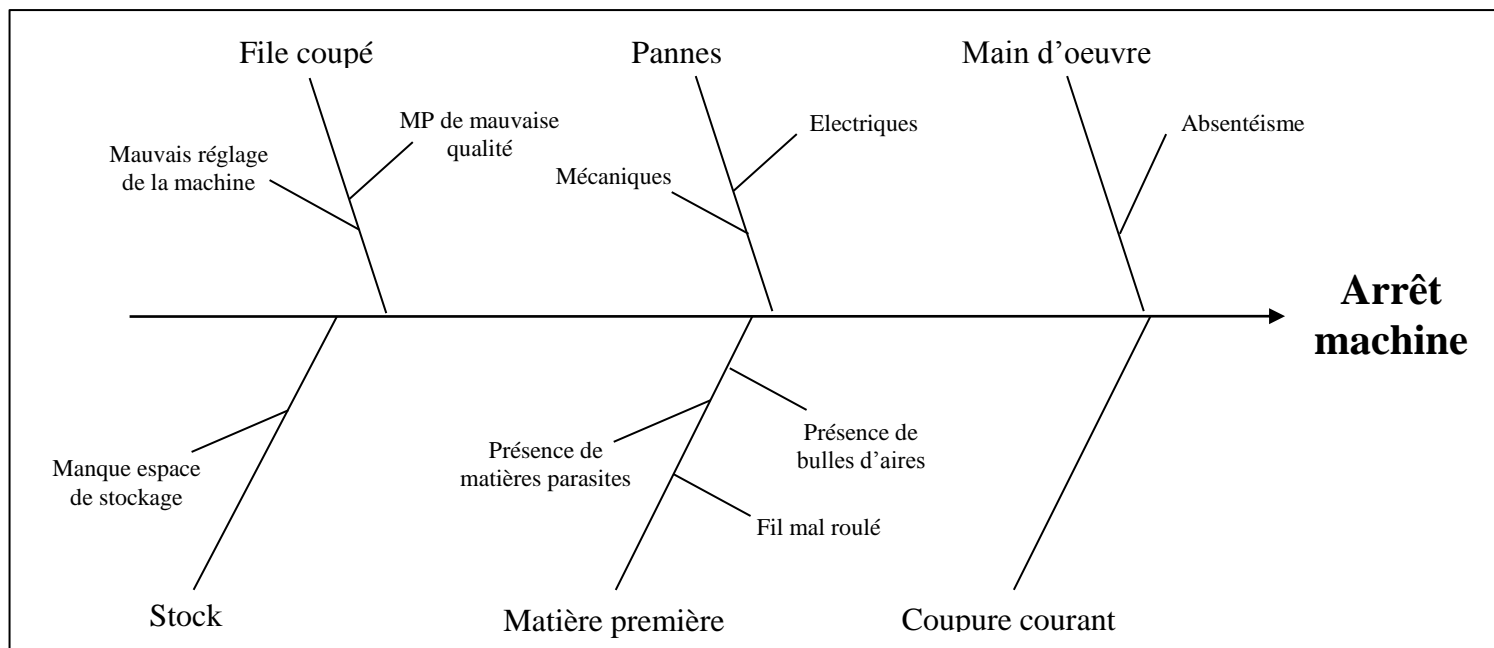 File coupé
Pannes
Main d'oeuvre
MP de mauvaise
qualité
Electriques
Absentéisme
Mauvais réglage
de la machine
Mécaniques
Arrêt
machine
Présence de
bulles d'aires
Présence de
matières parasites
Manque espace
de stockage
Fil mal roulé
Stock
Matière première
Coupure courant